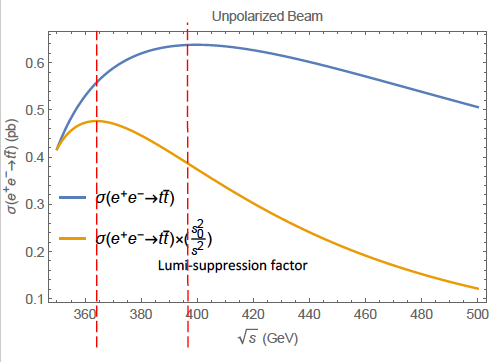 Unpolarized Beam
σ(e⁺e⁻→tt̄) (pb)
0.6
0.5
0.4
0.3
0.2
0.1
σ(e⁺e⁻→tt̄)
σ(e⁺e⁻→tt̄)×(s₀²/s²)
Lumi-suppression factor
360 380 400 420 440 460 480 500
√s (GeV)